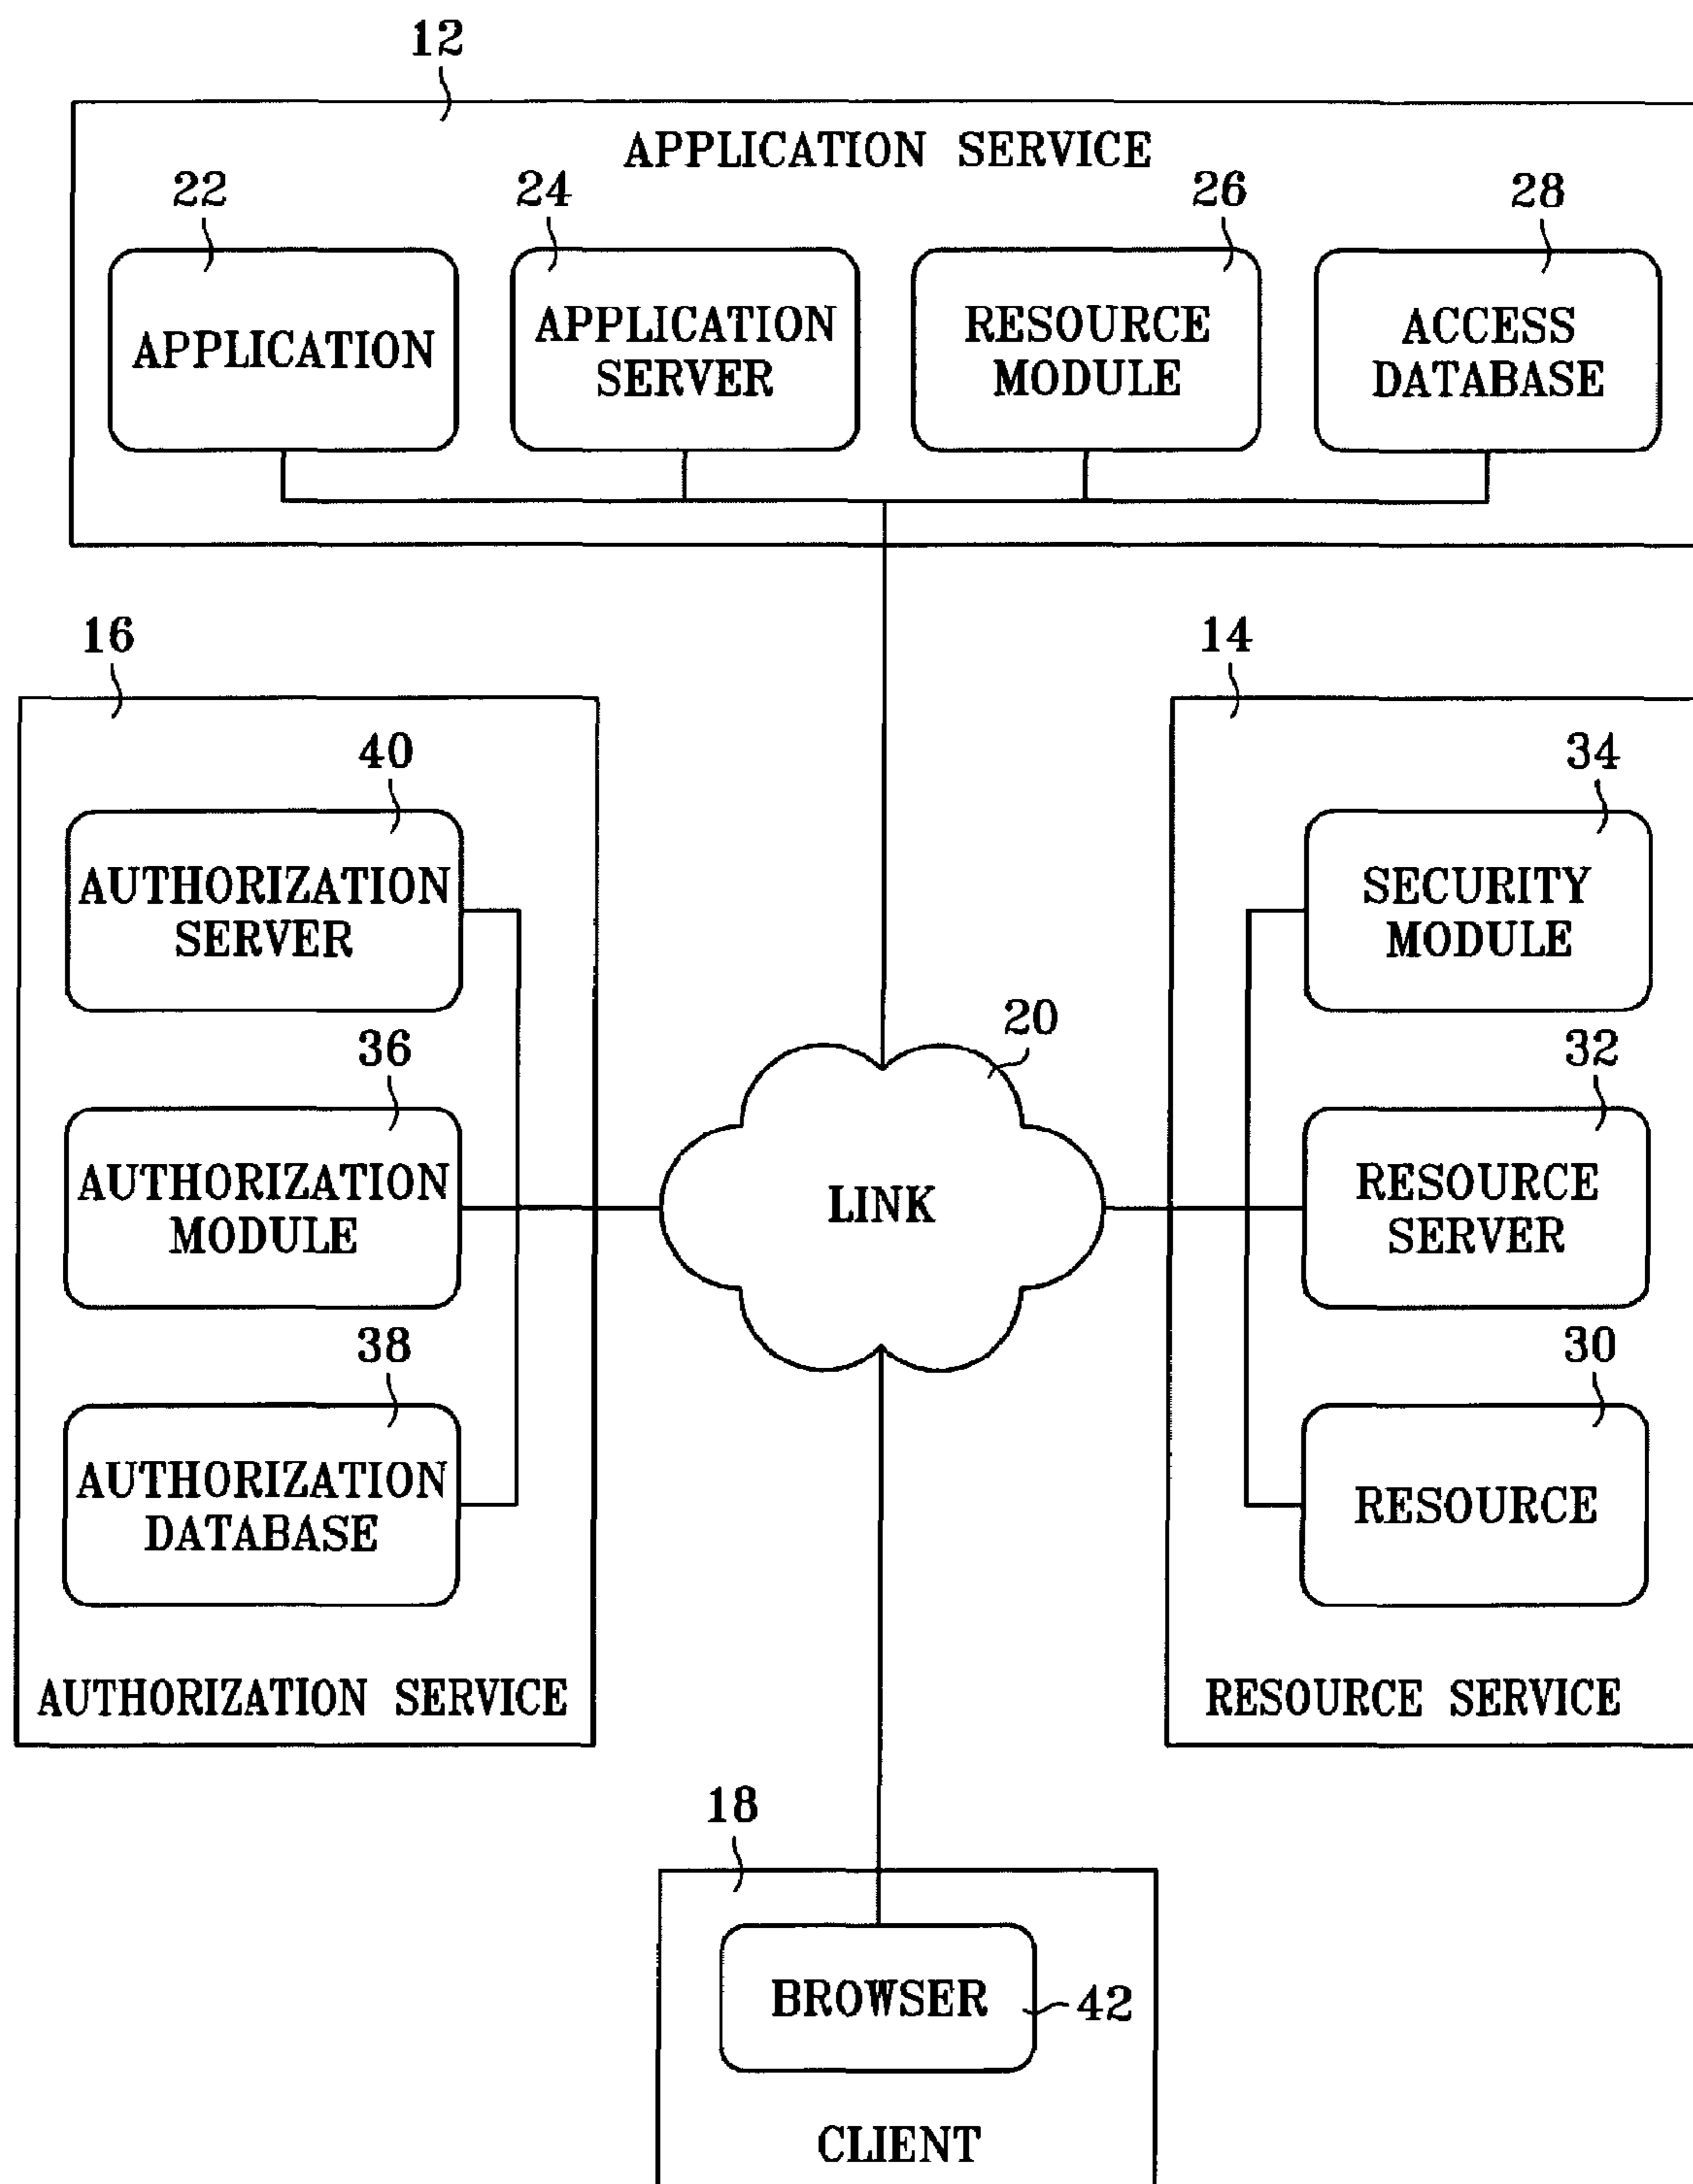 12
APPLICATION SERVICE
22
24
26
28
APPLICATION
APPLICATION
SERVER
RESOURCE
MODULE
ACCESS
DATABASE
16
14
40
AUTHORIZATION
SERVER
36
AUTHORIZATION
MODULE
38
AUTHORIZATION
DATABASE
AUTHORIZATION SERVICE
20
LINK
34
SECURITY
MODULE
32
RESOURCE
SERVER
30
RESOURCE
RESOURCE SERVICE
18
BROWSER
42
CLIENT